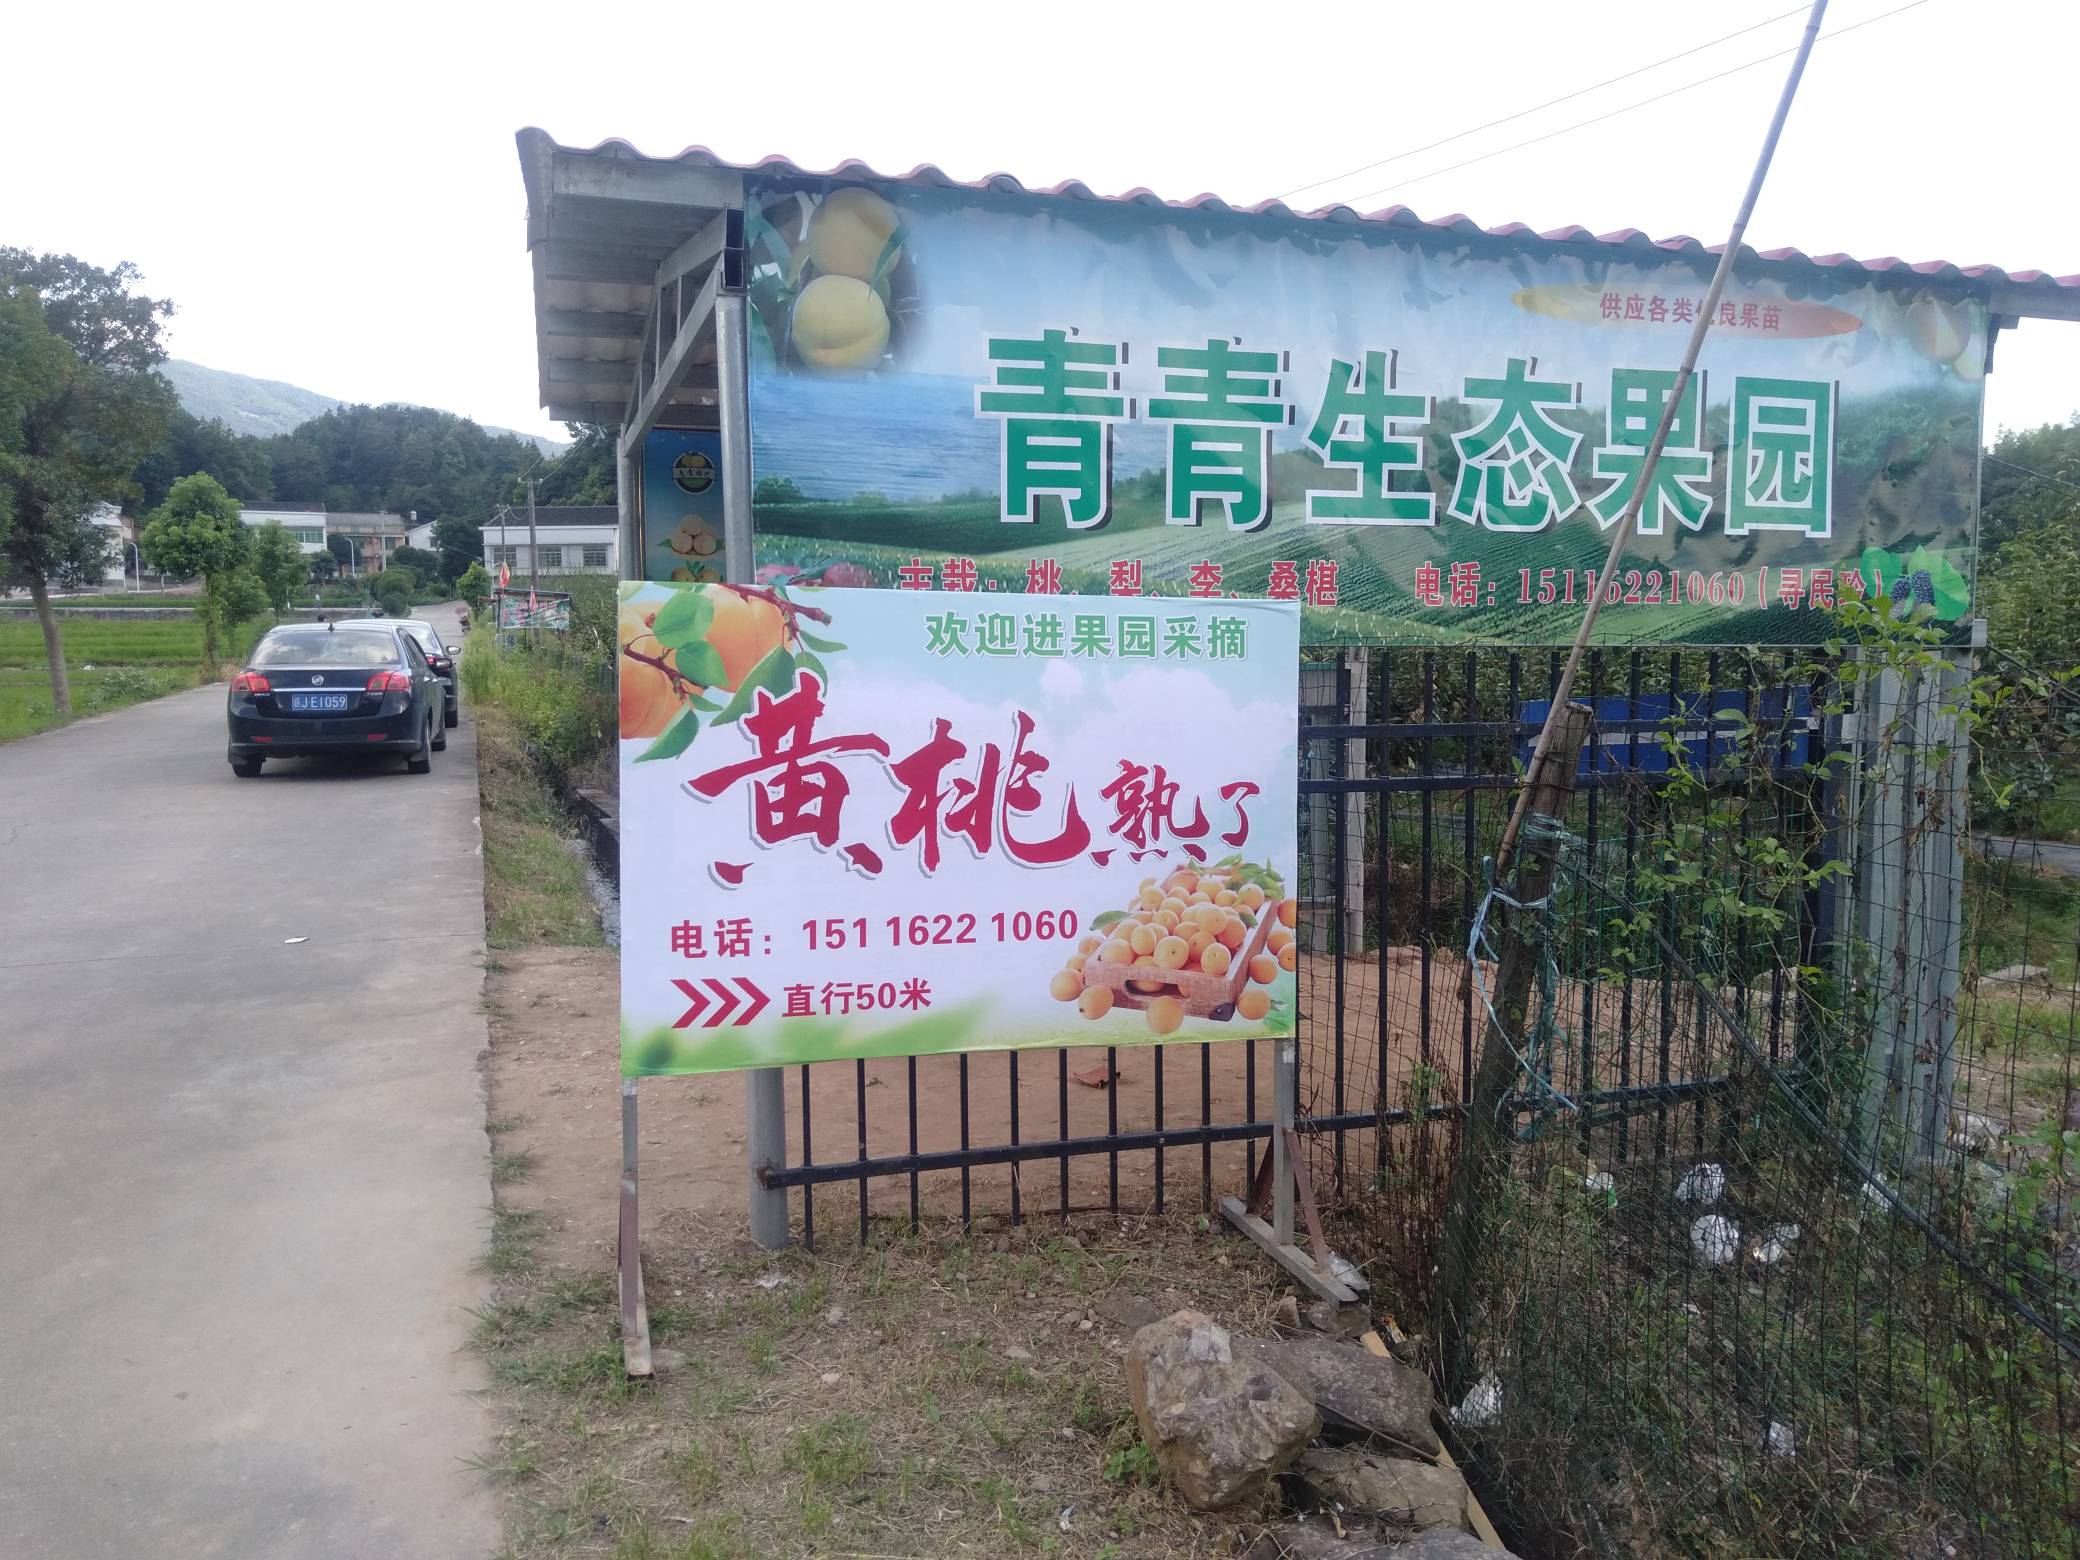 供应各类优良果苗
青青生态果园
主栽：桃、梨、李、桑椹 电话：15116221060（寻民聆）
欢迎进果园采摘
黄桃熟了
电话：151 1622 1060
直行50米
J·E1059